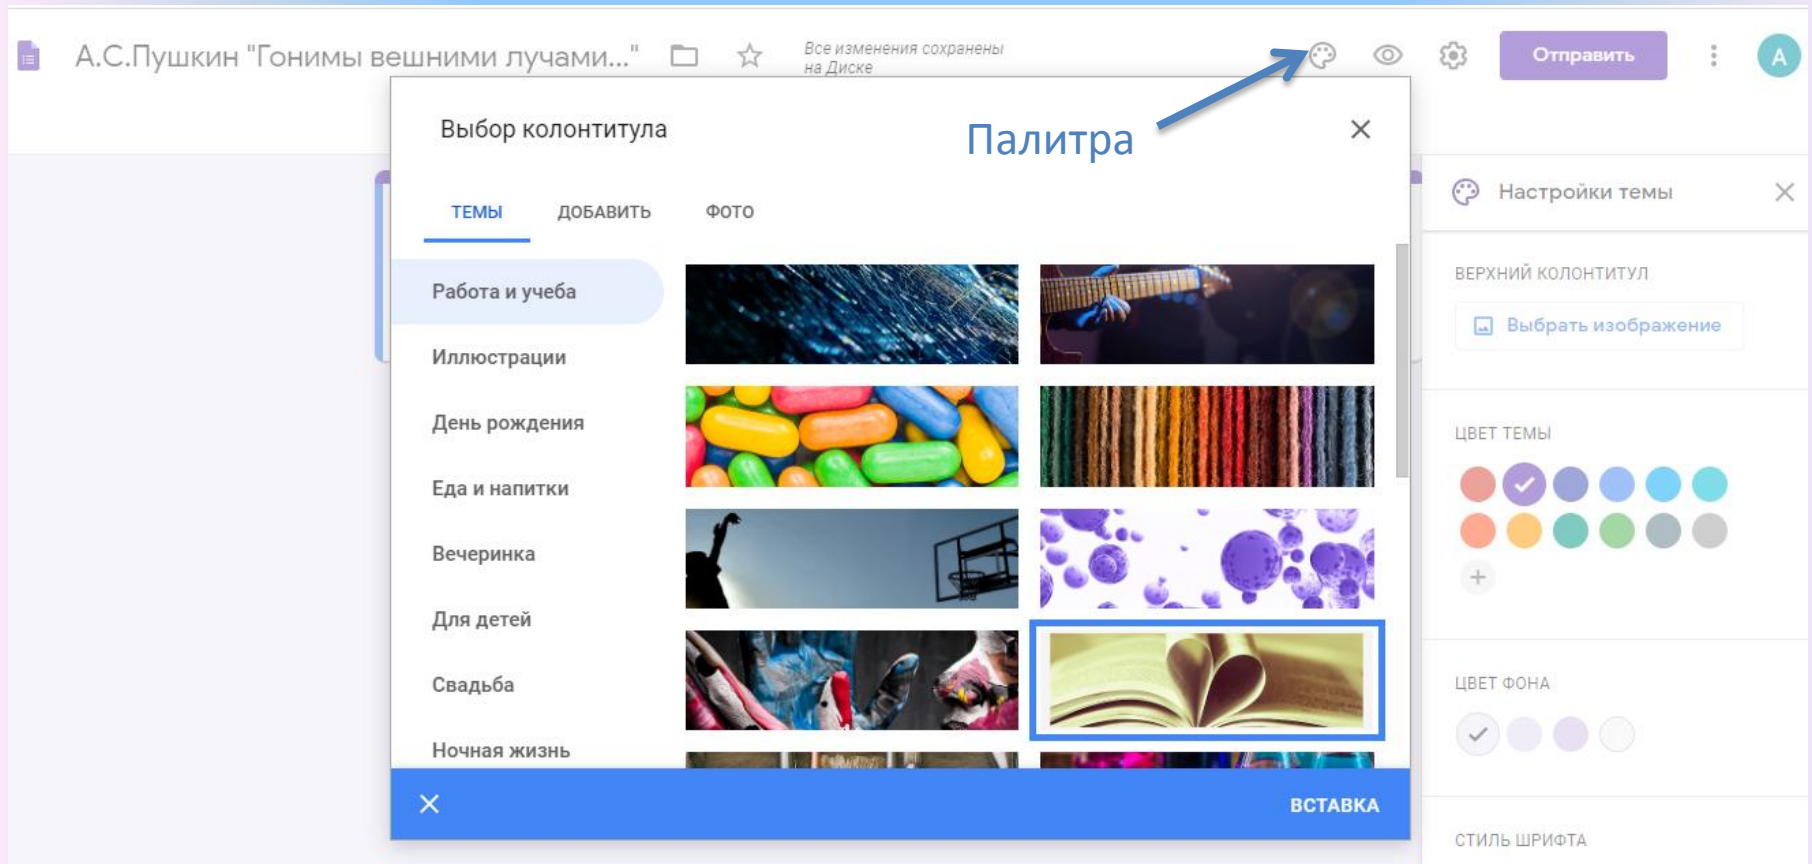 А.С.Пушкин "Гонимы вешними лучами..."
Все изменения сохранены
на Диске
Отправить
А
Палитра
Выбор колонтитула
ТЕМЫ
ДОБАВИТЬ
ФОТО
Работа и учеба
Иллюстрации
День рождения
Еда и напитки
Вечеринка
Для детей
Свадьба
Ночная жизнь
ВСТАВКА
Настройки темы
ВЕРХНИЙ КОЛОНТИТУЛ
Выбрать изображение
ЦВЕТ ТЕМЫ
ЦВЕТ ФОНА
СТИЛЬ ШРИФТА